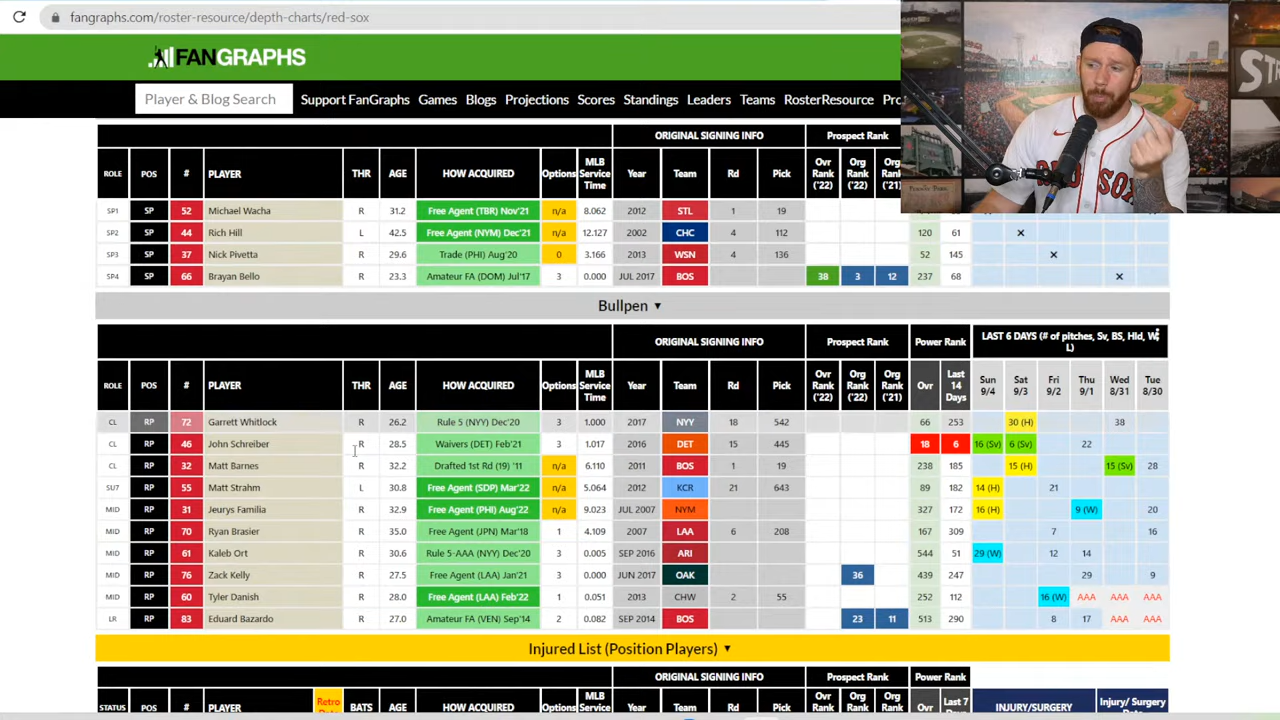 fangraphs.com/roster-resource/depth-charts/red-sox
FANGRAPHS
Player & Blog Search Support FanGraphs Games Blogs Projections Scores Standings Leaders Teams RosterResource
ORIGINAL SIGNING INFO Prospect Rank
ROLE POS # PLAYER THR AGE HOW ACQUIRED Options MLB Service Time Year Team Rd Pick Ovr Rank ('22) Org Rank ('22) Org Rank ('21)
SP1 SP 52 Michael Wacha R 31.2 Free Agent (TBR) Nov'21 n/a 8.062 2012 STL 1 19
SP2 SP 44 Rich Hill L 42.5 Free Agent (NYM) Dec'21 n/a 12.127 2002 CHC 4 112 120 61 ×
SP3 SP 37 Nick Pivetta R 29.6 Trade (PHI) Aug'20 0 3.166 2013 WSN 4 136 52 145 ×
SP4 SP 66 Brayan Bello R 23.3 Amateur FA (DOM) Jul'17 3 0.000 JUL 2017 BOS 38 3 12 237 68 ×
Bullpen ▼
ORIGINAL SIGNING INFO Prospect Rank Power Rank LAST 6 DAYS (# of pitches, Sv, BS, Hld, W, L)
ROLE POS # PLAYER THR AGE HOW ACQUIRED Options MLB Service Time Year Team Rd Pick Ovr Rank ('22) Org Rank ('22) Org Rank ('21) Ovr Last 14 Days Sun 9/4 Sat 9/3 Fri 9/2 Thu 9/1 Wed 8/31 Tue 8/30
CL RP 72 Garrett Whitlock R 26.2 Rule 5 (NYY) Dec'20 3 1.000 2017 NYY 18 542 66 253 30 (H) 38
CL RP 46 John Schreiber R 28.5 Waivers (DET) Feb'21 3 1.017 2016 DET 15 445 18 6 16 (Sv) 6 (Sv) 22
CL RP 32 Matt Barnes R 32.2 Drafted 1st Rd (19) '11 n/a 6.110 2011 BOS 1 19 238 185 15 (H) 15 (Sv) 28
SU7 RP 55 Matt Strahm L 30.8 Free Agent (SDP) Mar'22 n/a 5.064 2012 KCR 21 643 89 182 14 (H) 21
MID RP 31 Jeurys Familia R 32.9 Free Agent (PHI) Aug'22 n/a 9.023 JUL 2007 NYM 327 172 16 (H) 9 (W) 20
MID RP 70 Ryan Brasier R 35.0 Free Agent (JPN) Mar'18 1 4.109 2007 LAA 6 208 331 167 7 16
MID RP 61 Kaleb Ort R 30.6 Rule 5-AAA (NYY) Dec'20 3 0.005 SEP 2016 ARI 544 51 29 (W) 12 14
MID RP 76 Zack Kelly R 27.5 Free Agent (LAA) Jan'21 3 0.000 JUN 2017 OAK 36 439 247 29 9
MID RP 60 Tyler Danish R 28.0 Free Agent (LAA) Feb'22 1 0.051 2013 CHW 2 55 252 112 16 (W) AAA AAA AAA
LR RP 83 Eduard Bazardo R 27.0 Amateur FA (VEN) Sep'14 2 0.082 SEP 2014 BOS 23 11 513 290 8 17 AAA AAA
Injured List (Position Players) ▼
ORIGINAL SIGNING INFO Prospect Rank Power Rank
STATUS POS # PLAYER Retro BATS AGE HOW ACQUIRED Options MLB Service Time Year Team Rd Pick Ovr Rank Org Rank Org Rank Ovr Last 7 INJURY/SURGERY Injury/ Surgery